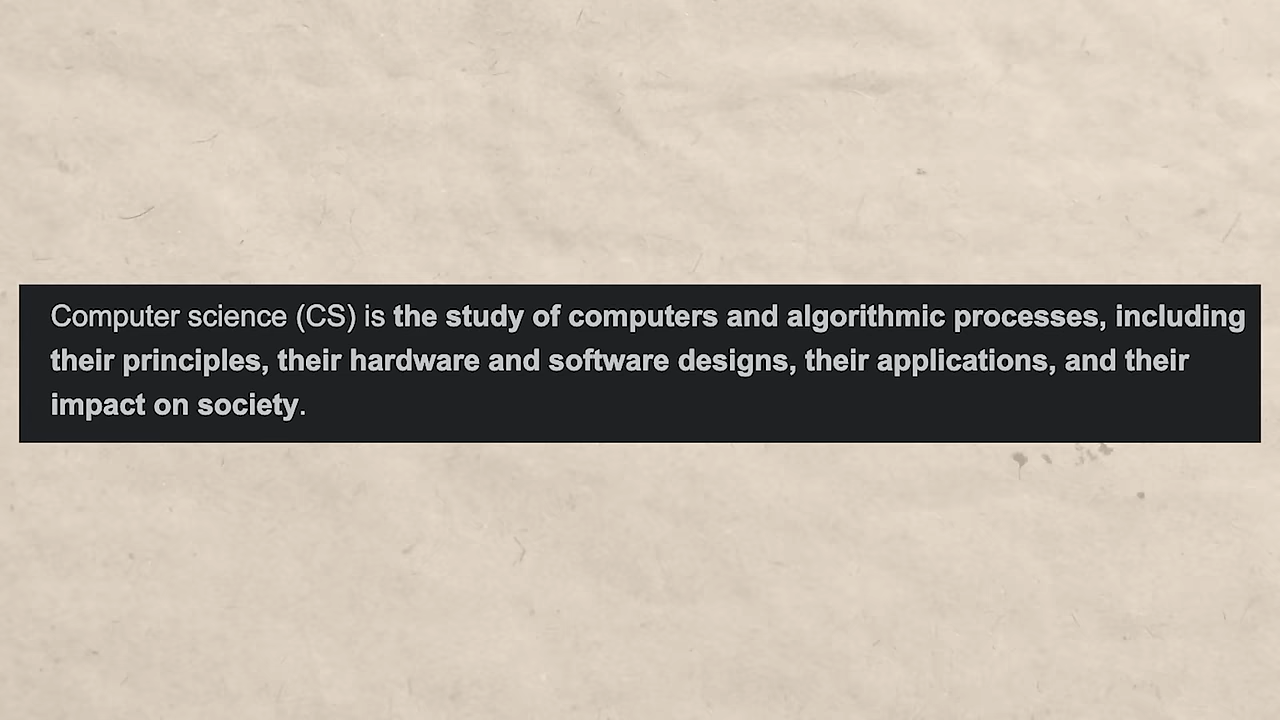 Computer science (CS) is the study of computers and algorithmic processes, including
their principles, their hardware and software designs, their applications, and their
impact on society.